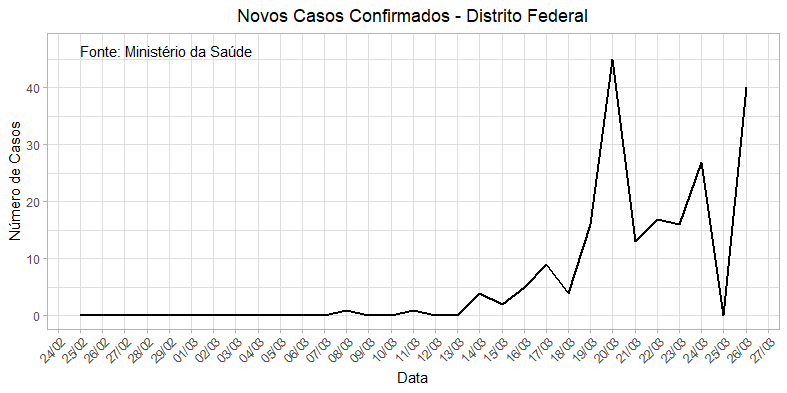 Novos Casos Confirmados - Distrito Federal
Fonte: Ministério da Saúde
Número de Casos
40
30
20
10
0
24/02 25/02 26/02 27/02 28/02 29/02 01/03 02/03 03/03 04/03 05/03 06/03 07/03 08/03 09/03 10/03 11/03 12/03 13/03 14/03 15/03 16/03 17/03 18/03 19/03 20/03 21/03 22/03 23/03 24/03 25/03 26/03 27/03
Data